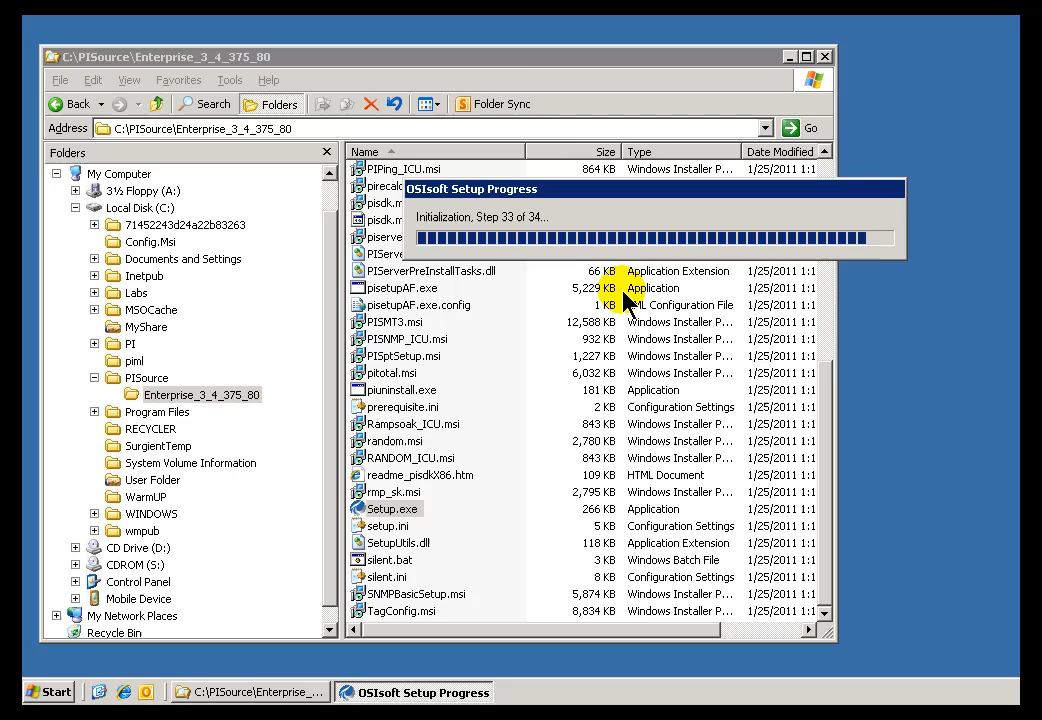 C:\PISource\Enterprise_3_4_375_80
File Edit View Favorites Tools Help
Back Search Folders Folder Sync
Address C:\PISource\Enterprise_3_4_375_80 Go
Folders
My Computer
3½ Floppy (A:)
Local Disk (C:)
71452243d24a22b83263
Config.Msi
Documents and Settings
Inetpub
Labs
MSOCache
MyShare
PI
piml
PISource
Enterprise_3_4_375_80
Program Files
RECYCLER
SurgientTemp
System Volume Information
User Folder
WarmUP
WINDOWS
wmpub
CD Drive (D:)
CDROM (S:)
Control Panel
Mobile Device
My Network Places
Recycle Bin
Name Size Type Date Modified
PIPing_ICU.msi 864 KB Windows Installer P... 1/25/2011 1:1
pirecalc
pisdk.m
pisdk.m
piserver
PIServe
OSIsoft Setup Progress
Initialization, Step 33 of 34...
PIServerPreInstallTasks.dll 66 KB Application Extension 1/25/2011 1:1
pisetupAF.exe 5,229 KB Application 1/25/2011 1:1
pisetupAF.exe.config 1 KB ML Configuration File 1/25/2011 1:1
PISMT3.msi 12,588 KB Windows Installer P... 1/25/2011 1:1
PISNMP_ICU.msi 932 KB Windows Installer P... 1/25/2011 1:1
PISptSetup.msi 1,227 KB Windows Installer P... 1/25/2011 1:1
pitotal.msi 6,032 KB Windows Installer P... 1/25/2011 1:1
piuninstall.exe 181 KB Application 1/25/2011 1:1
prerequisite.ini 2 KB Configuration Settings 1/25/2011 1:1
Rampsoak_ICU.msi 843 KB Windows Installer P... 1/25/2011 1:1
random.msi 2,780 KB Windows Installer P... 1/25/2011 1:1
RANDOM_ICU.msi 843 KB Windows Installer P... 1/25/2011 1:1
readme_pisdkX86.htm 109 KB HTML Document 1/25/2011 1:1
rmp_sk.msi 2,795 KB Windows Installer P... 1/25/2011 1:1
Setup.exe 266 KB Application 1/25/2011 1:1
setup.ini 5 KB Configuration Settings 1/25/2011 1:1
SetupUtils.dll 118 KB Application Extension 1/25/2011 1:1
silent.bat 3 KB Windows Batch File 1/25/2011 1:1
silent.ini 8 KB Configuration Settings 1/25/2011 1:1
SNMPBasicSetup.msi 5,874 KB Windows Installer P... 1/25/2011 1:1
TagConfig.msi 8,834 KB Windows Installer P... 1/25/2011 1:1
Start C:\PISource\Enterprise_... OSIsoft Setup Progress